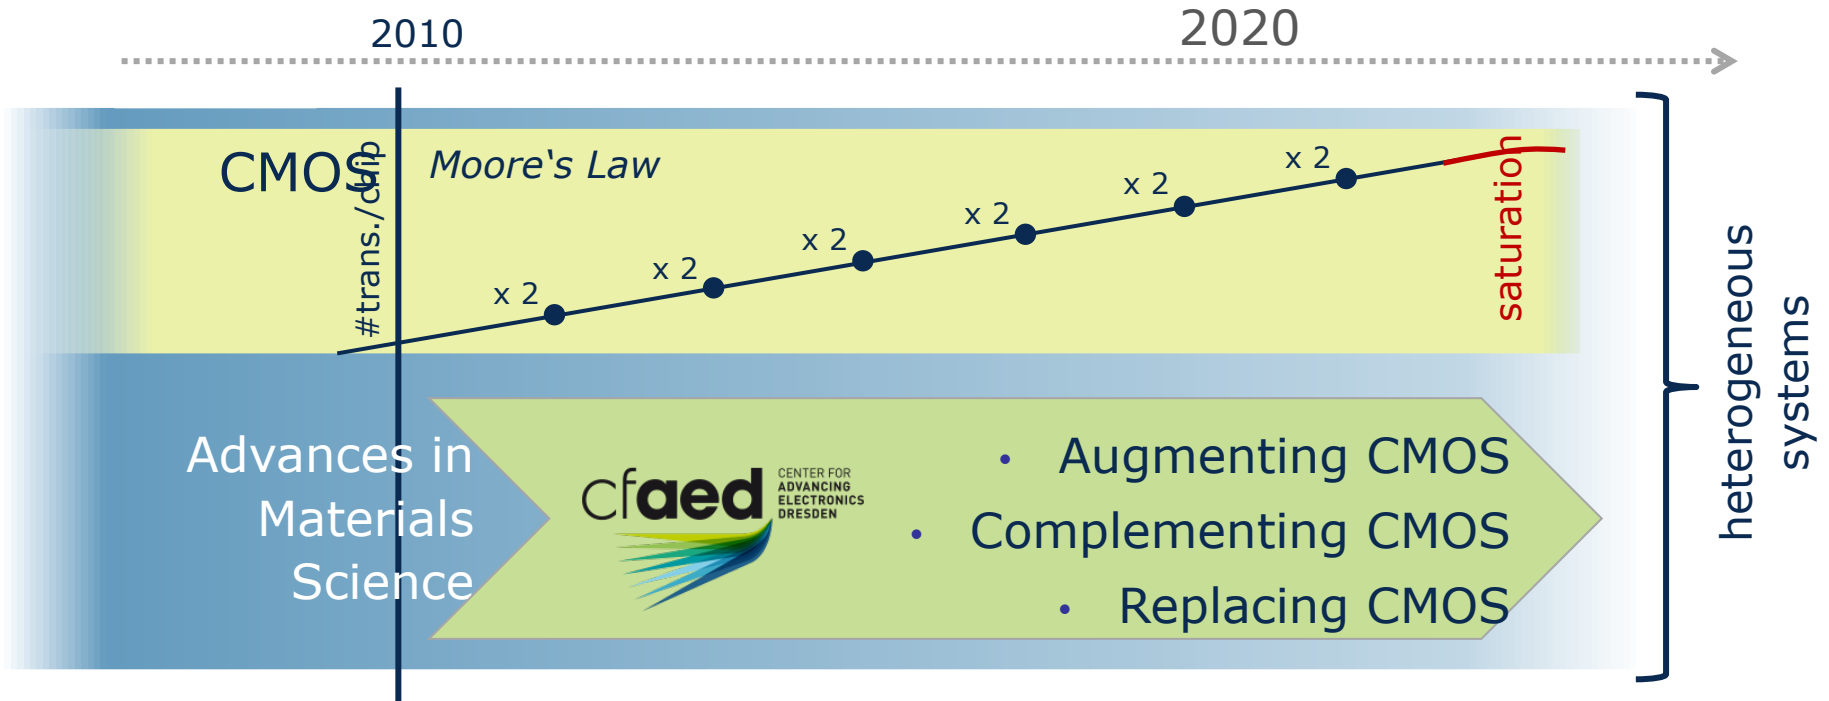 2010
2020
CMOS
#trans./chip
Moore‘s Law
x 2
x 2
x 2
x 2
x 2
x 2
saturation
Advances in
Materials
Science
cfaed
CENTER FOR
ADVANCING
ELECTRONICS
DRESDEN
• Augmenting CMOS
• Complementing CMOS
• Replacing CMOS
heterogeneous
systems